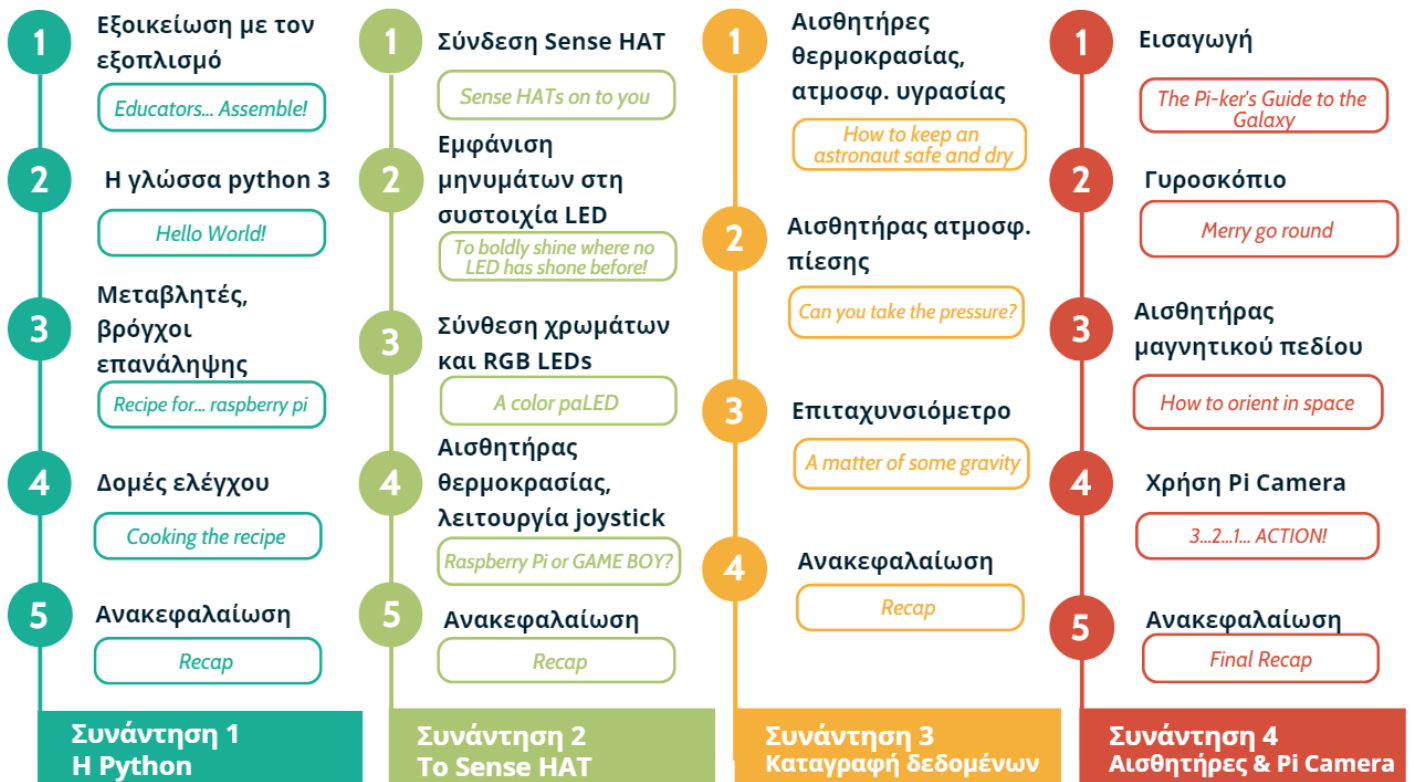 1
Εξοικείωση με τον
εξοπλισμό
Educators... Assemble!
2
Η γλώσσα python 3
Hello World!
3
Μεταβλητές,
βρόγχοι
επανάληψης
Recipe for... raspberry pi
4
Δομές ελέγχου
Cooking the recipe
5
Ανακεφαλαίωση
Recap
Συνάντηση 1
Η Python
1
Σύνδεση Sense HAT
Sense HATs on to you
2
Εμφάνιση
μηνυμάτων στη
συστοιχία LED
To boldly shine where no
LED has shone before!
3
Σύνθεση χρωμάτων
και RGB LEDs
A color paLED
4
Αισθητήρας
θερμοκρασίας,
λειτουργία joystick
Raspberry Pi or GAME BOY?
5
Ανακεφαλαίωση
Recap
Συνάντηση 2
Το Sense HAT
1
Αισθητήρες
θερμοκρασίας,
ατμοσφ. υγρασίας
How to keep an
astronaut safe and dry
2
Αισθητήρας ατμοσφ.
πίεσης
Can you take the pressure?
3
Επιταχυνσιόμετρο
A matter of some gravity
4
Ανακεφαλαίωση
Recap
Συνάντηση 3
Καταγραφή δεδομένων
1
Εισαγωγή
The Pi-ker's Guide to the
Galaxy
2
Γυροσκόπιο
Merry go round
3
Αισθητήρας
μαγνητικού πεδίου
How to orient in space
4
Χρήση Pi Camera
3...2...1... ACTION!
5
Ανακεφαλαίωση
Final Recap
Συνάντηση 4
Αισθητήρες & Pi Camera